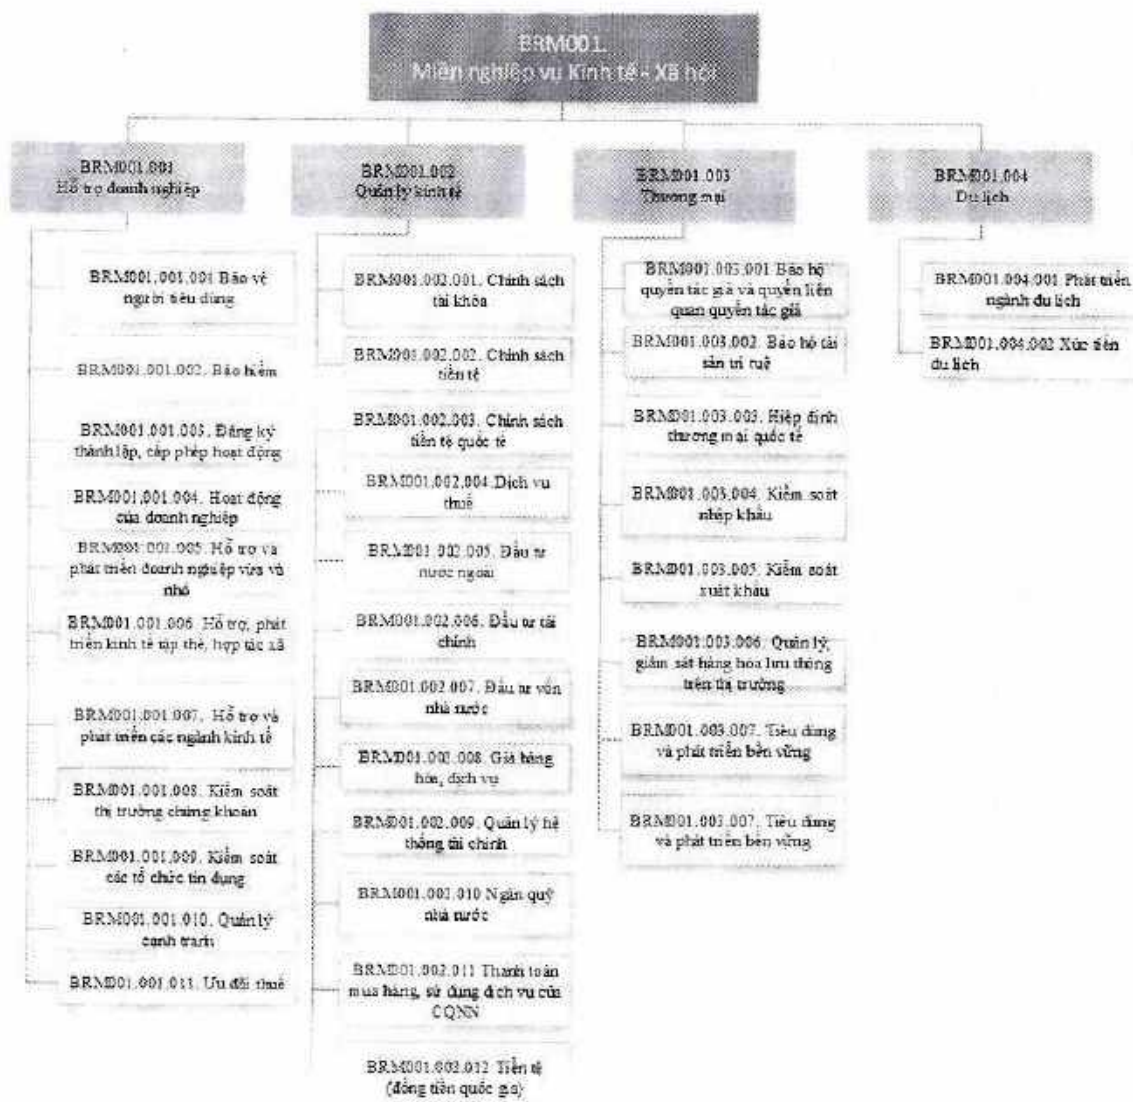 BRM001.
Miền nghiệp vụ Kinh tế - Xã hội
BRM001.001
Hỗ trợ doanh nghiệp
BRM001.001.001 Bảo vệ
người tiêu dùng
BRM001.001.002. Bảo hiểm
BRM001.001.003. Đăng ký
thành lập, cấp phép hoạt động
BRM001.001.004. Hoạt động
của doanh nghiệp
BRM001.001.005. Hỗ trợ và
phát triển doanh nghiệp vừa và
nhỏ
BRM001.001.006. Hỗ trợ, phát
triển kinh tế tập thể, hợp tác xã
BRM001.001.007. Hỗ trợ và
phát triển các ngành kinh tế
BRM001.001.008. Kiểm soát
thị trường chứng khoán
BRM001.001.009. Kiểm soát
các tổ chức tín dụng
BRM001.001.010. Quản lý
cạnh tranh
BRM001.001.011. Ưu đãi thuế
BRM001.002
Quản lý kinh tế
BRM001.002.001. Chính sách
tài khóa
BRM001.002.002. Chính sách
tiền tệ
BRM001.002.003. Chính sách
tiền tệ quốc tế
BRM001.002.004.Dịch vụ
thuế
BRM001.002.005. Đầu tư
nước ngoài
BRM001.002.006. Đầu tư tài
chính
BRM001.002.007. Đầu tư vốn
nhà nước
BRM001.002.008. Giá hàng
hóa, dịch vụ
BRM001.002.009. Quản lý hệ
thống tài chính
BRM001.002.010 Ngân quỹ
nhà nước
BRM001.002.011 Thanh toán
mua hàng, sử dụng dịch vụ của
CQNN
BRM001.002.012 Tiền tệ
(đồng tiền quốc gia)
BRM001.003
Thương mại
BRM001.003.001 Bảo hộ
quyền tác giả và quyền liên
quan quyền tác giả
BRM001.003.002. Bảo hộ tài
sản trí tuệ
BRM001.003.003. Hiệp định
thương mại quốc tế
BRM001.003.004. Kiểm soát
nhập khẩu
BRM001.003.005. Kiểm soát
xuất khẩu
BRM001.003.006. Quản lý,
giám sát hàng hóa lưu thông
trên thị trường
BRM001.003.007. Tiêu dùng
và phát triển bền vững
BRM001.003.007. Tiêu dùng
và phát triển bền vững
BRM001.004
Du lịch
BRM001.004.001 Phát triển
ngành du lịch
BRM001.004.002 Xúc tiến
du lịch